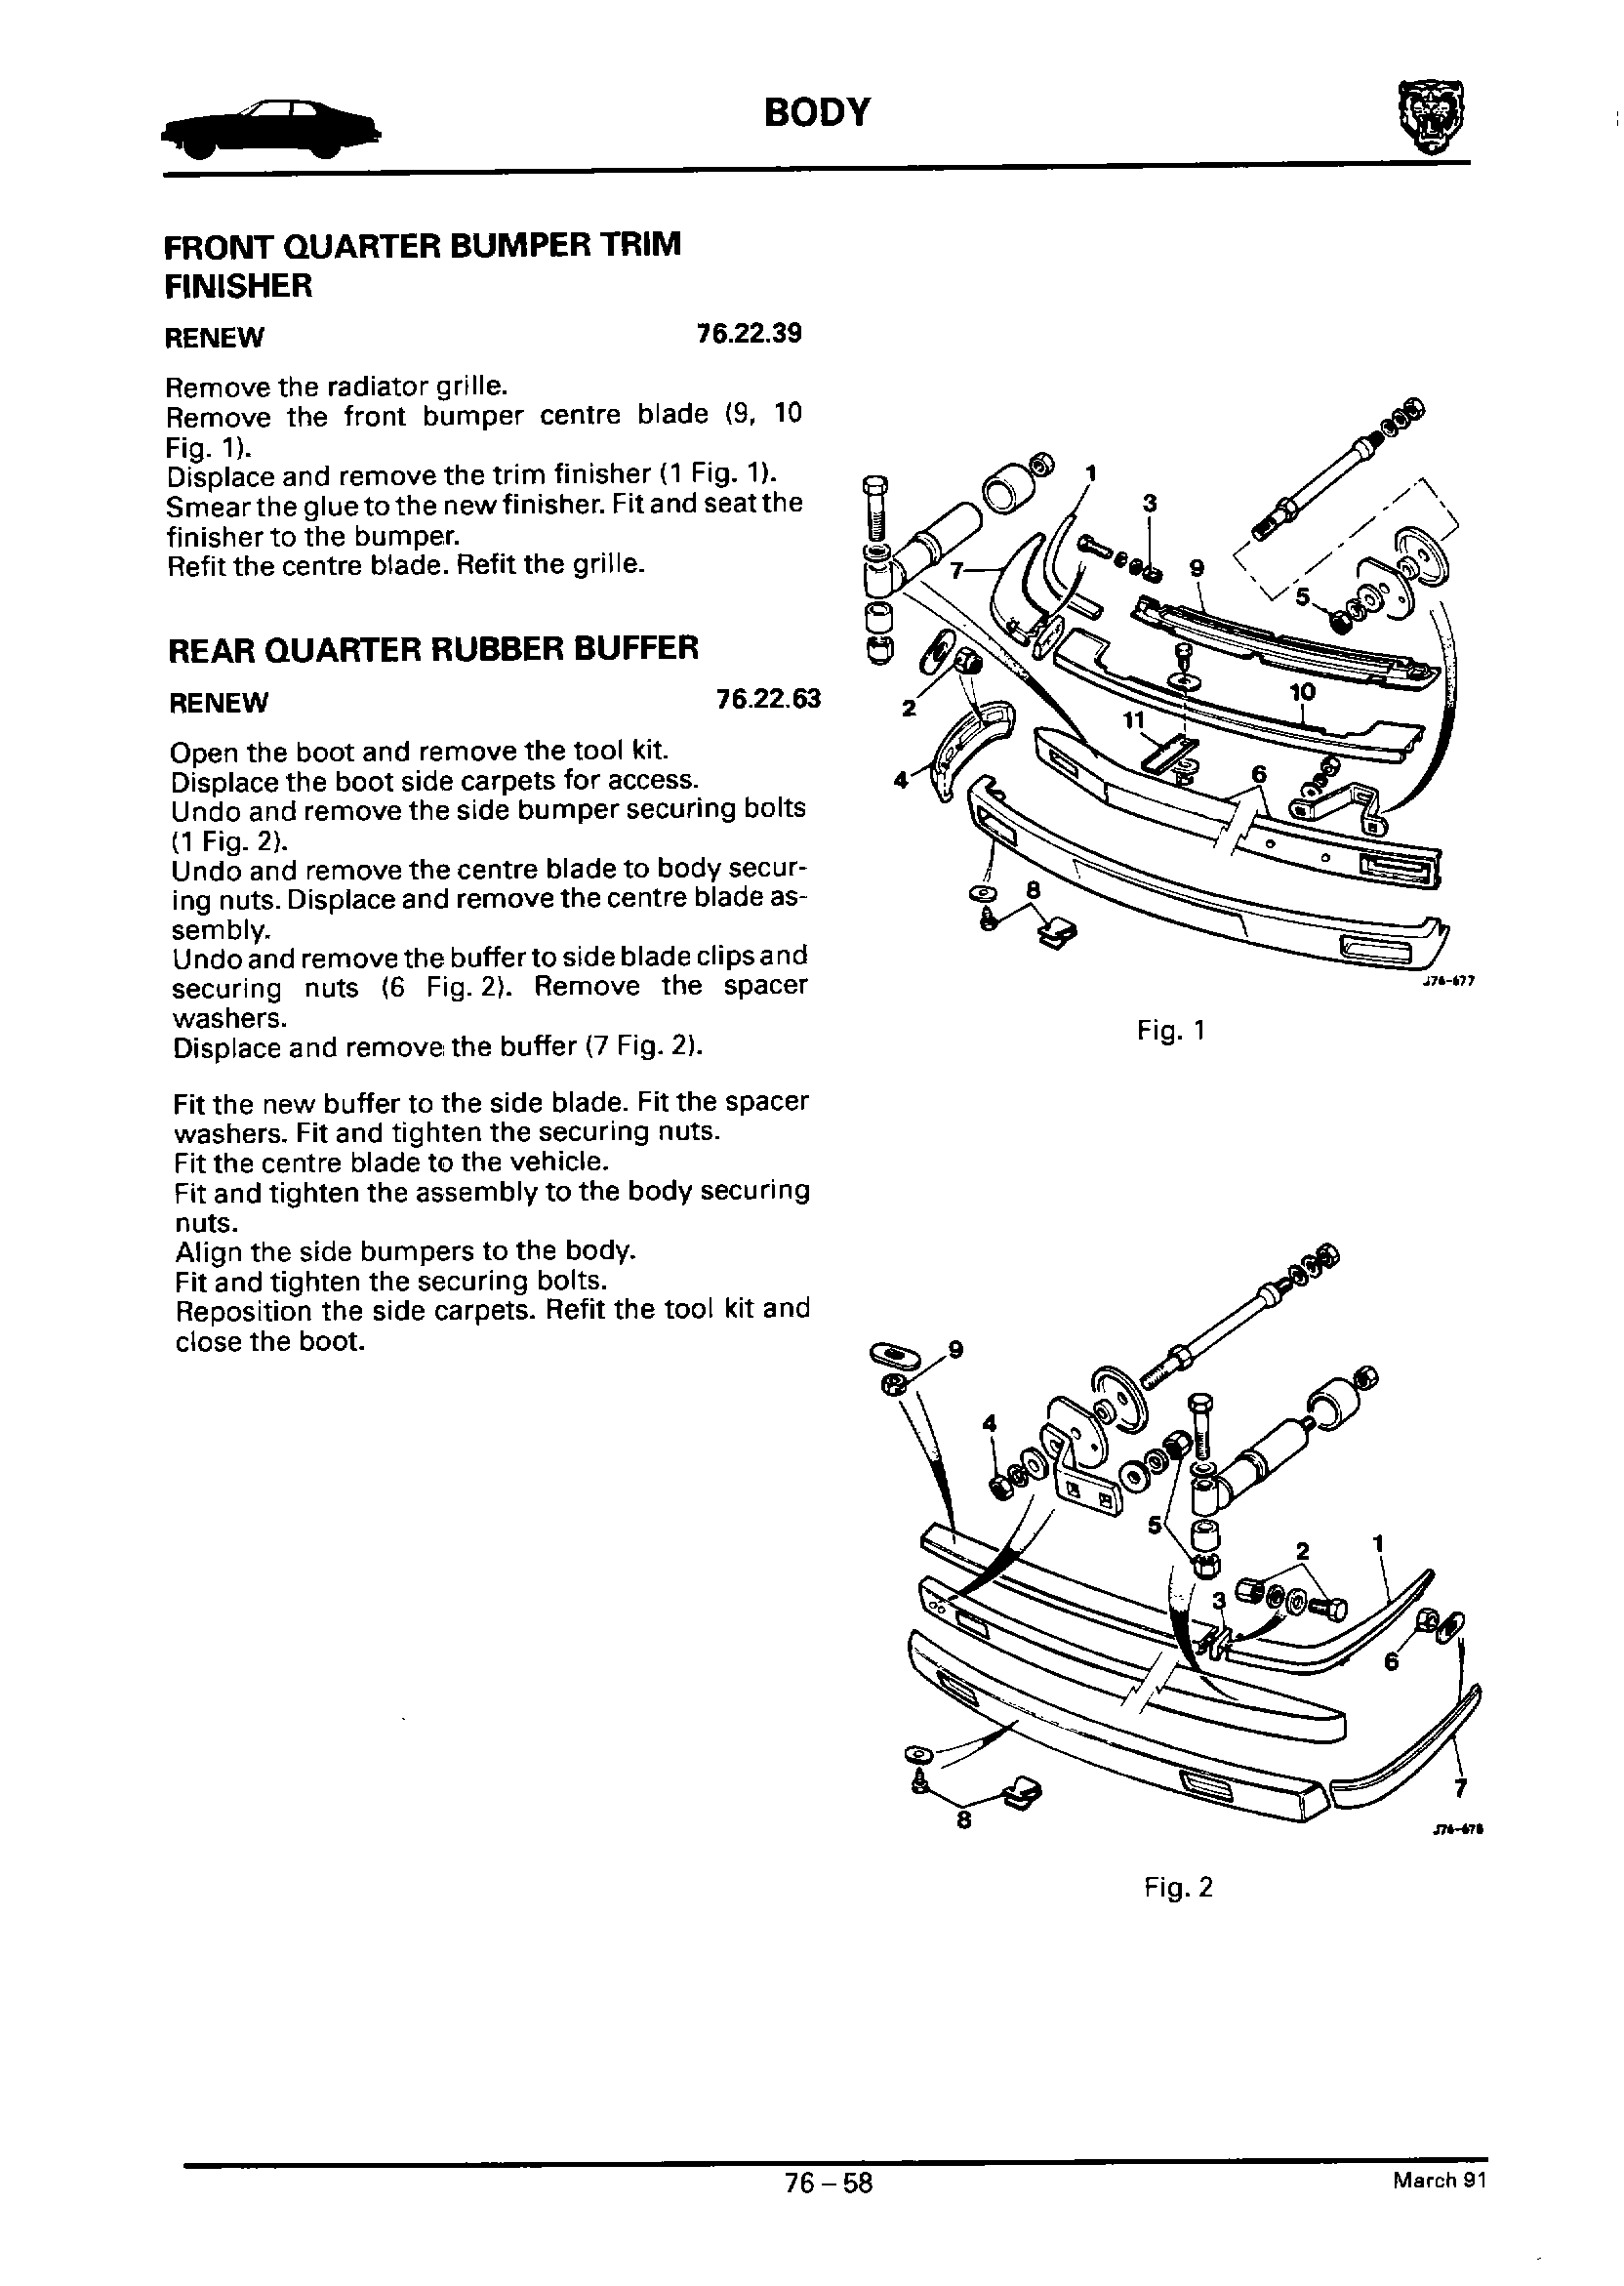 BODY
FRONT QUARTER BUMPER TRIM
FINISHER
RENEW 76.22.39
Remove the radiator grille.
Remove the front bumper centre blade (9, 10
Fig. 1).
Displace and remove the trim finisher (1 Fig. 1).
Smear the glue to the new finisher. Fit and seat the
finisher to the bumper.
Refit the centre blade. Refit the grille.
REAR QUARTER RUBBER BUFFER
RENEW 76.22.63
Open the boot and remove the tool kit.
Displace the boot side carpets for access.
Undo and remove the side bumper securing bolts
(1 Fig. 2).
Undo and remove the centre blade to body secur-
ing nuts. Displace and remove the centre blade as-
sembly.
Undo and remove the buffer to side blade clips and
securing nuts (6 Fig. 2). Remove the spacer
washers.
Displace and remove the buffer (7 Fig. 2).
Fit the new buffer to the side blade. Fit the spacer
washers. Fit and tighten the securing nuts.
Fit the centre blade to the vehicle.
Fit and tighten the assembly to the body securing
nuts.
Align the side bumpers to the body.
Fit and tighten the securing bolts.
Reposition the side carpets. Refit the tool kit and
close the boot.
1
3
7
9
5
2
10
11
4
6
8
J76-677
Fig. 1
9
4
5
2
1
3
6
7
8
J76-678
Fig. 2
76 – 58
March 91